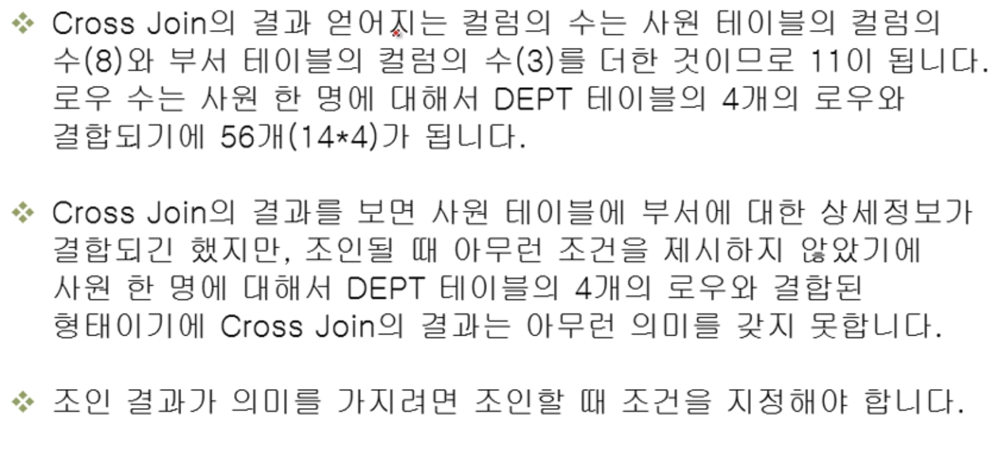 ❖ Cross Join의 결과 얻어지는 컬럼의 수는 사원 테이블의 컬럼의
수(8)와 부서 테이블의 컬럼의 수(3)를 더한 것이므로 11이 됩니다.
로우 수는 사원 한 명에 대해서 DEPT 테이블의 4개의 로우와
결합되기에 56개(14*4)가 됩니다.
❖ Cross Join의 결과를 보면 사원 테이블에 부서에 대한 상세정보가
결합되긴 했지만, 조인될 때 아무런 조건을 제시하지 않았기에
사원 한 명에 대해서 DEPT 테이블의 4개의 로우와 결합된
형태이기에 Cross Join의 결과는 아무런 의미를 갖지 못합니다.
❖ 조인 결과가 의미를 가지려면 조인할 때 조건을 지정해야 합니다.